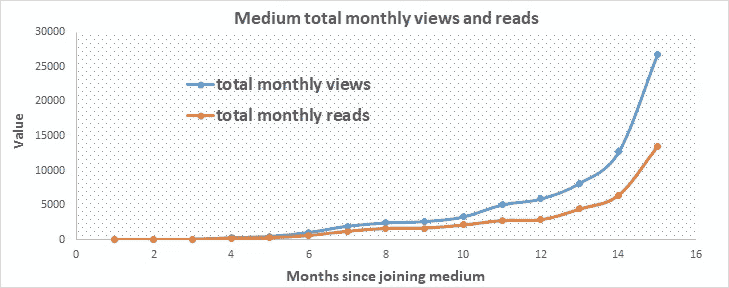 Medium total monthly views and reads
30000
25000
20000
15000
10000
5000
0
Value
total monthly views
total monthly reads
0 2 4 6 8 10 12 14 16
Months since joining medium